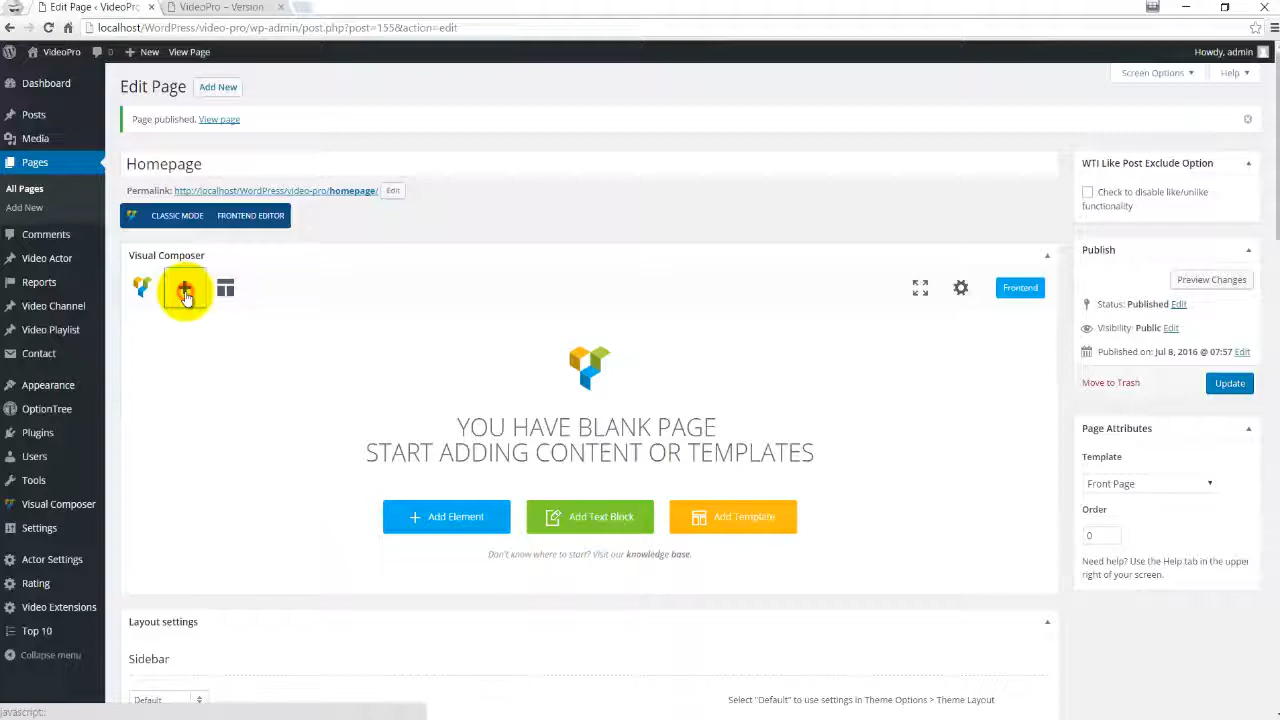 Edit Page ‹ VideoPro
VideoPro – Version
localhost/WordPress/video-pro/wp-admin/post.php?post=155&action=edit
VideoPro 0 New View Page Howdy, admin
Screen Options Help
Edit Page Add New
Page published. View page
Homepage
Permalink: http://localhost/WordPress/video-pro/homepage/ Edit
CLASSIC MODE FRONTEND EDITOR
Visual Composer
Frontend
YOU HAVE BLANK PAGE
START ADDING CONTENT OR TEMPLATES
Add Element Add Text Block Add Template
Don't know where to start? Visit our knowledge base.
Layout settings
Sidebar
Default Select "Default" to use settings in Theme Options > Theme Layout
Dashboard
Posts
Media
Pages
All Pages
Add New
Comments
Video Actor
Reports
Video Channel
Video Playlist
Contact
Appearance
OptionTree
Plugins
Users
Tools
Visual Composer
Settings
Actor Settings
Rating
Video Extensions
Top 10
Collapse menu
WTI Like Post Exclude Option
Check to disable like/unlike
functionality
Publish
Preview Changes
Status: Published Edit
Visibility: Public Edit
Published on: Jul 8, 2016 @ 07:57 Edit
Move to Trash Update
Page Attributes
Template
Front Page
Order
0
Need help? Use the Help tab in the upper
right of your screen.
javascript: